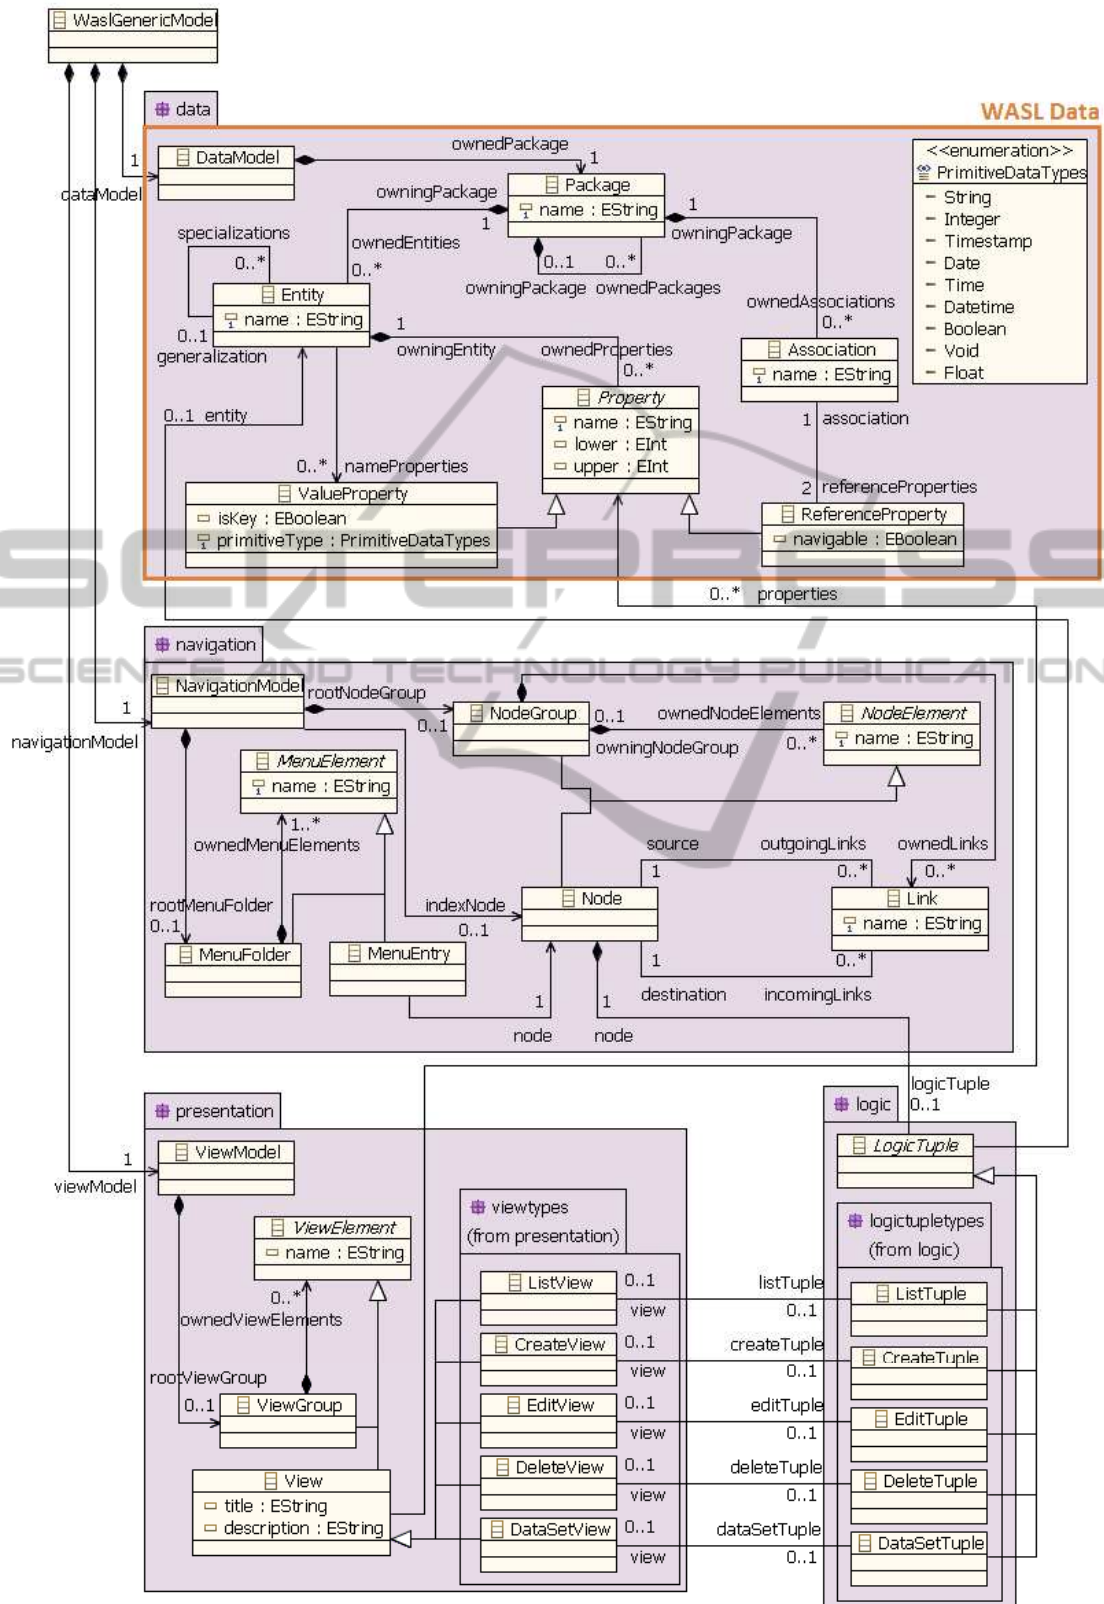 WaslGenericModel
data
WASL Data
DataModel
ownedPackage
1
<<enumeration>>
PrimitiveDataTypes
String
Integer
Timestamp
Date
Time
Datetime
Boolean
Void
Float
1
dataModel
owningPackage
1
Package
name : EString
1
owningPackage
specializations
0..*
ownedEntities
0..*
0..1
0..*
owningPackage
ownedPackages
ownedAssociations
0..*
Entity
name : EString
0..1
generalization
1
owningEntity
ownedProperties
0..*
Association
name : EString
Property
name : EString
lower : EInt
upper : EInt
0..1 entity
1 association
0..* nameProperties
2 referenceProperties
ValueProperty
isKey : EBoolean
primitiveType : PrimitiveDataTypes
ReferenceProperty
navigable : EBoolean
SCITEPRESS
0..* properties
navigation
SCIENCE AND TECHNOLOGY PUBLICATIONS
NavigationModel
rootNodeGroup
0..1
1
navigationModel
NodeGroup
0..1
owningNodeGroup
ownedNodeElements
0..*
NodeElement
name : EString
MenuElement
name : EString
1..*
ownedMenuElements
source
1
outgoingLinks
0..*
ownedLinks
0..*
rootMenuFolder
0..1
indexNode
0..1
Node
Link
name : EString
MenuFolder
MenuEntry
1
destination
0..*
incomingLinks
1
node
1
node
logicTuple
0..1
presentation
logic
ViewModel
1
viewModel
LogicTuple
viewtypes
(from presentation)
logictupletypes
(from logic)
ViewElement
name : EString
0..*
ownedViewElements
rootViewGroup
0..1
ViewGroup
View
title : EString
description : EString
ListView
0..1
view
listTuple
0..1
ListTuple
CreateView
0..1
view
createTuple
0..1
CreateTuple
EditView
0..1
view
editTuple
0..1
EditTuple
DeleteView
0..1
view
deleteTuple
0..1
DeleteTuple
DataSetView
0..1
view
dataSetTuple
0..1
DataSetTuple